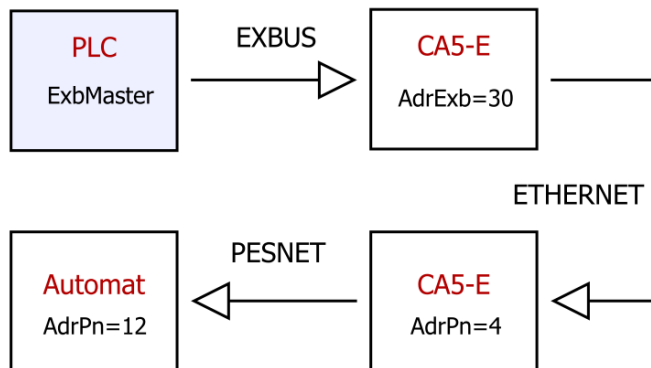 PLC
ExbMaster
EXBUS
CA5-E
AdrExb=30
ETHERNET
Automat
AdrPn=12
PESNET
CA5-E
AdrPn=4